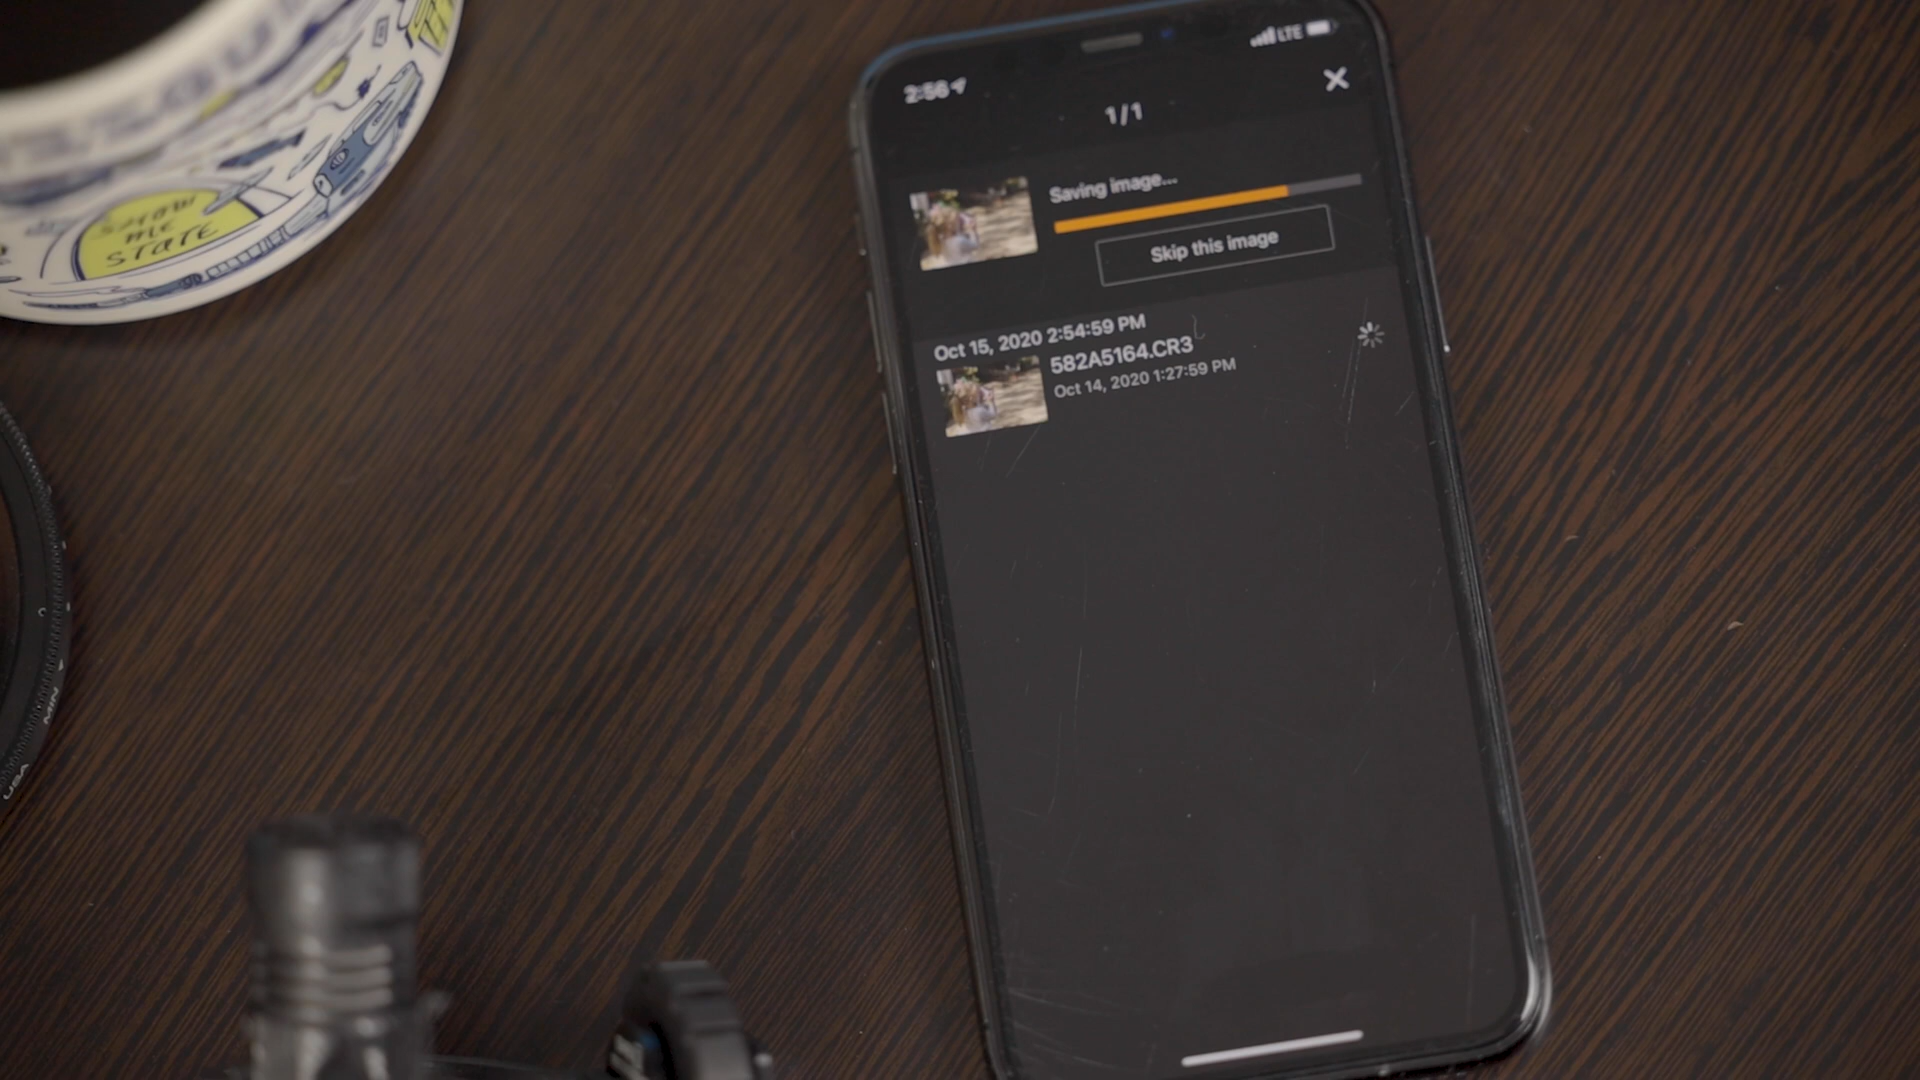 2:56
LTE
1/1
Saving image...
Skip this image
Oct 15, 2020 2:54:59 PM
582A5164.CR3
Oct 14, 2020 1:27:59 PM
SHOW
ME
STATE
MIN